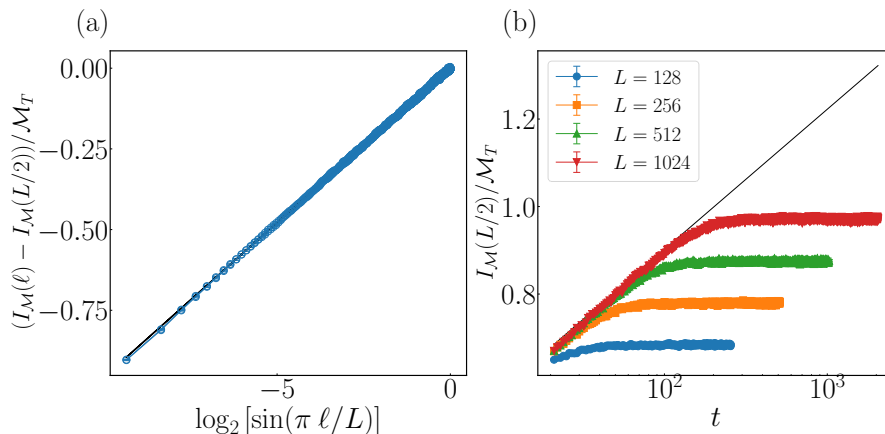 (a)
(b)
0.00
−0.25
−0.50
−0.75
(I_ℳ(ℓ) − I_ℳ(L/2))/ℳ_T
−5
0
log₂[sin(π ℓ/L)]
L = 128
L = 256
L = 512
L = 1024
1.2
1.0
0.8
I_ℳ(L/2)/ℳ_T
10²
10³
t